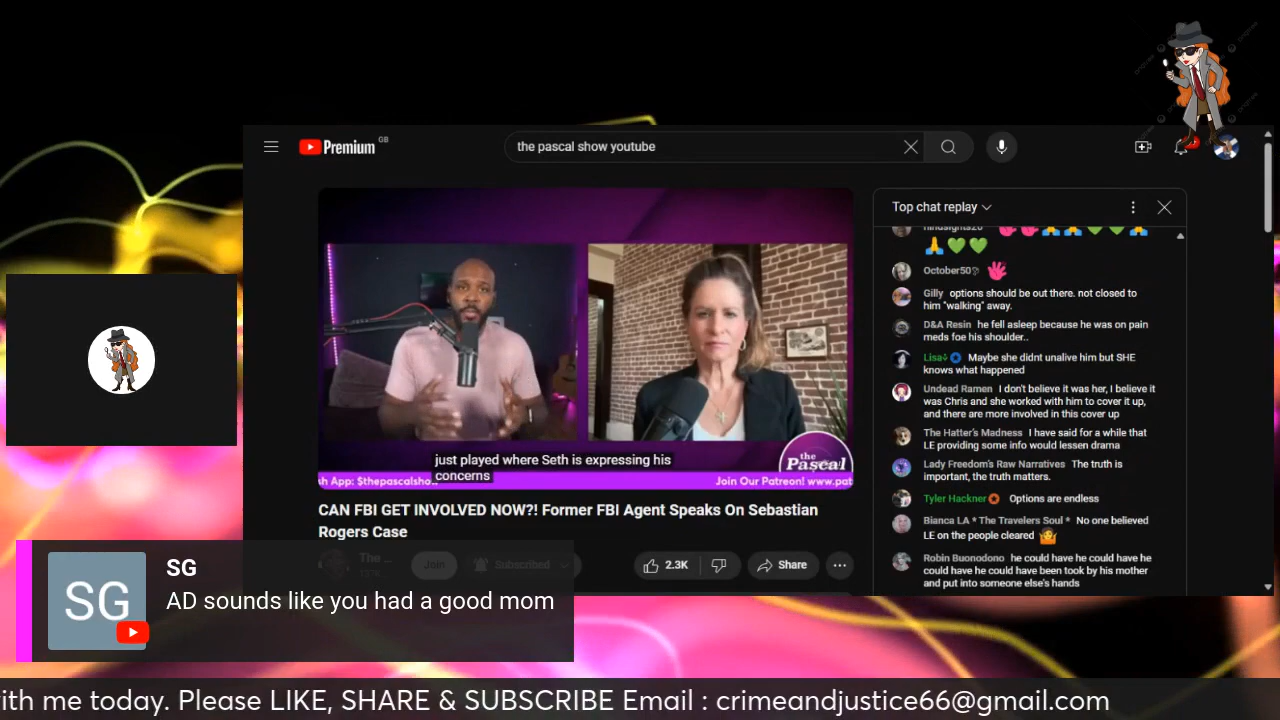 Premium GB
the pascal show youtube
Top chat replay
just played where Seth is expressing his
concerns
the
Pascal
h App: $thepascalsho
Join Our Patreon! www.pat
CAN FBI GET INVOLVED NOW?! Former FBI Agent Speaks On Sebastian
Rogers Case
The ...
Join
Subscribed
2.3K
Share
October50
Gilly options should be out there. not closed to
him "walking" away.
D&A Resin he fell asleep because he was on pain
meds foe his shoulder..
Lisa Maybe she didnt unalive him but SHE
knows what happened
Undead Ramen I don't believe it was her, I believe it
was Chris and she worked with him to cover it up,
and there are more involved in this cover up
The Hatter's Madness I have said for a while that
LE providing some info would lessen drama
Lady Freedom's Raw Narratives The truth is
important, the truth matters.
Tyler Hackner Options are endless
Bianca LA * The Travelers Soul * No one believed
LE on the people cleared
Robin Buonodono he could have he could have he
could have he could have been took by his mother
and put into someone else's hands
SG
SG
AD sounds like you had a good mom
ith me today. Please LIKE, SHARE & SUBSCRIBE Email : crimeandjustice66@gmail.com